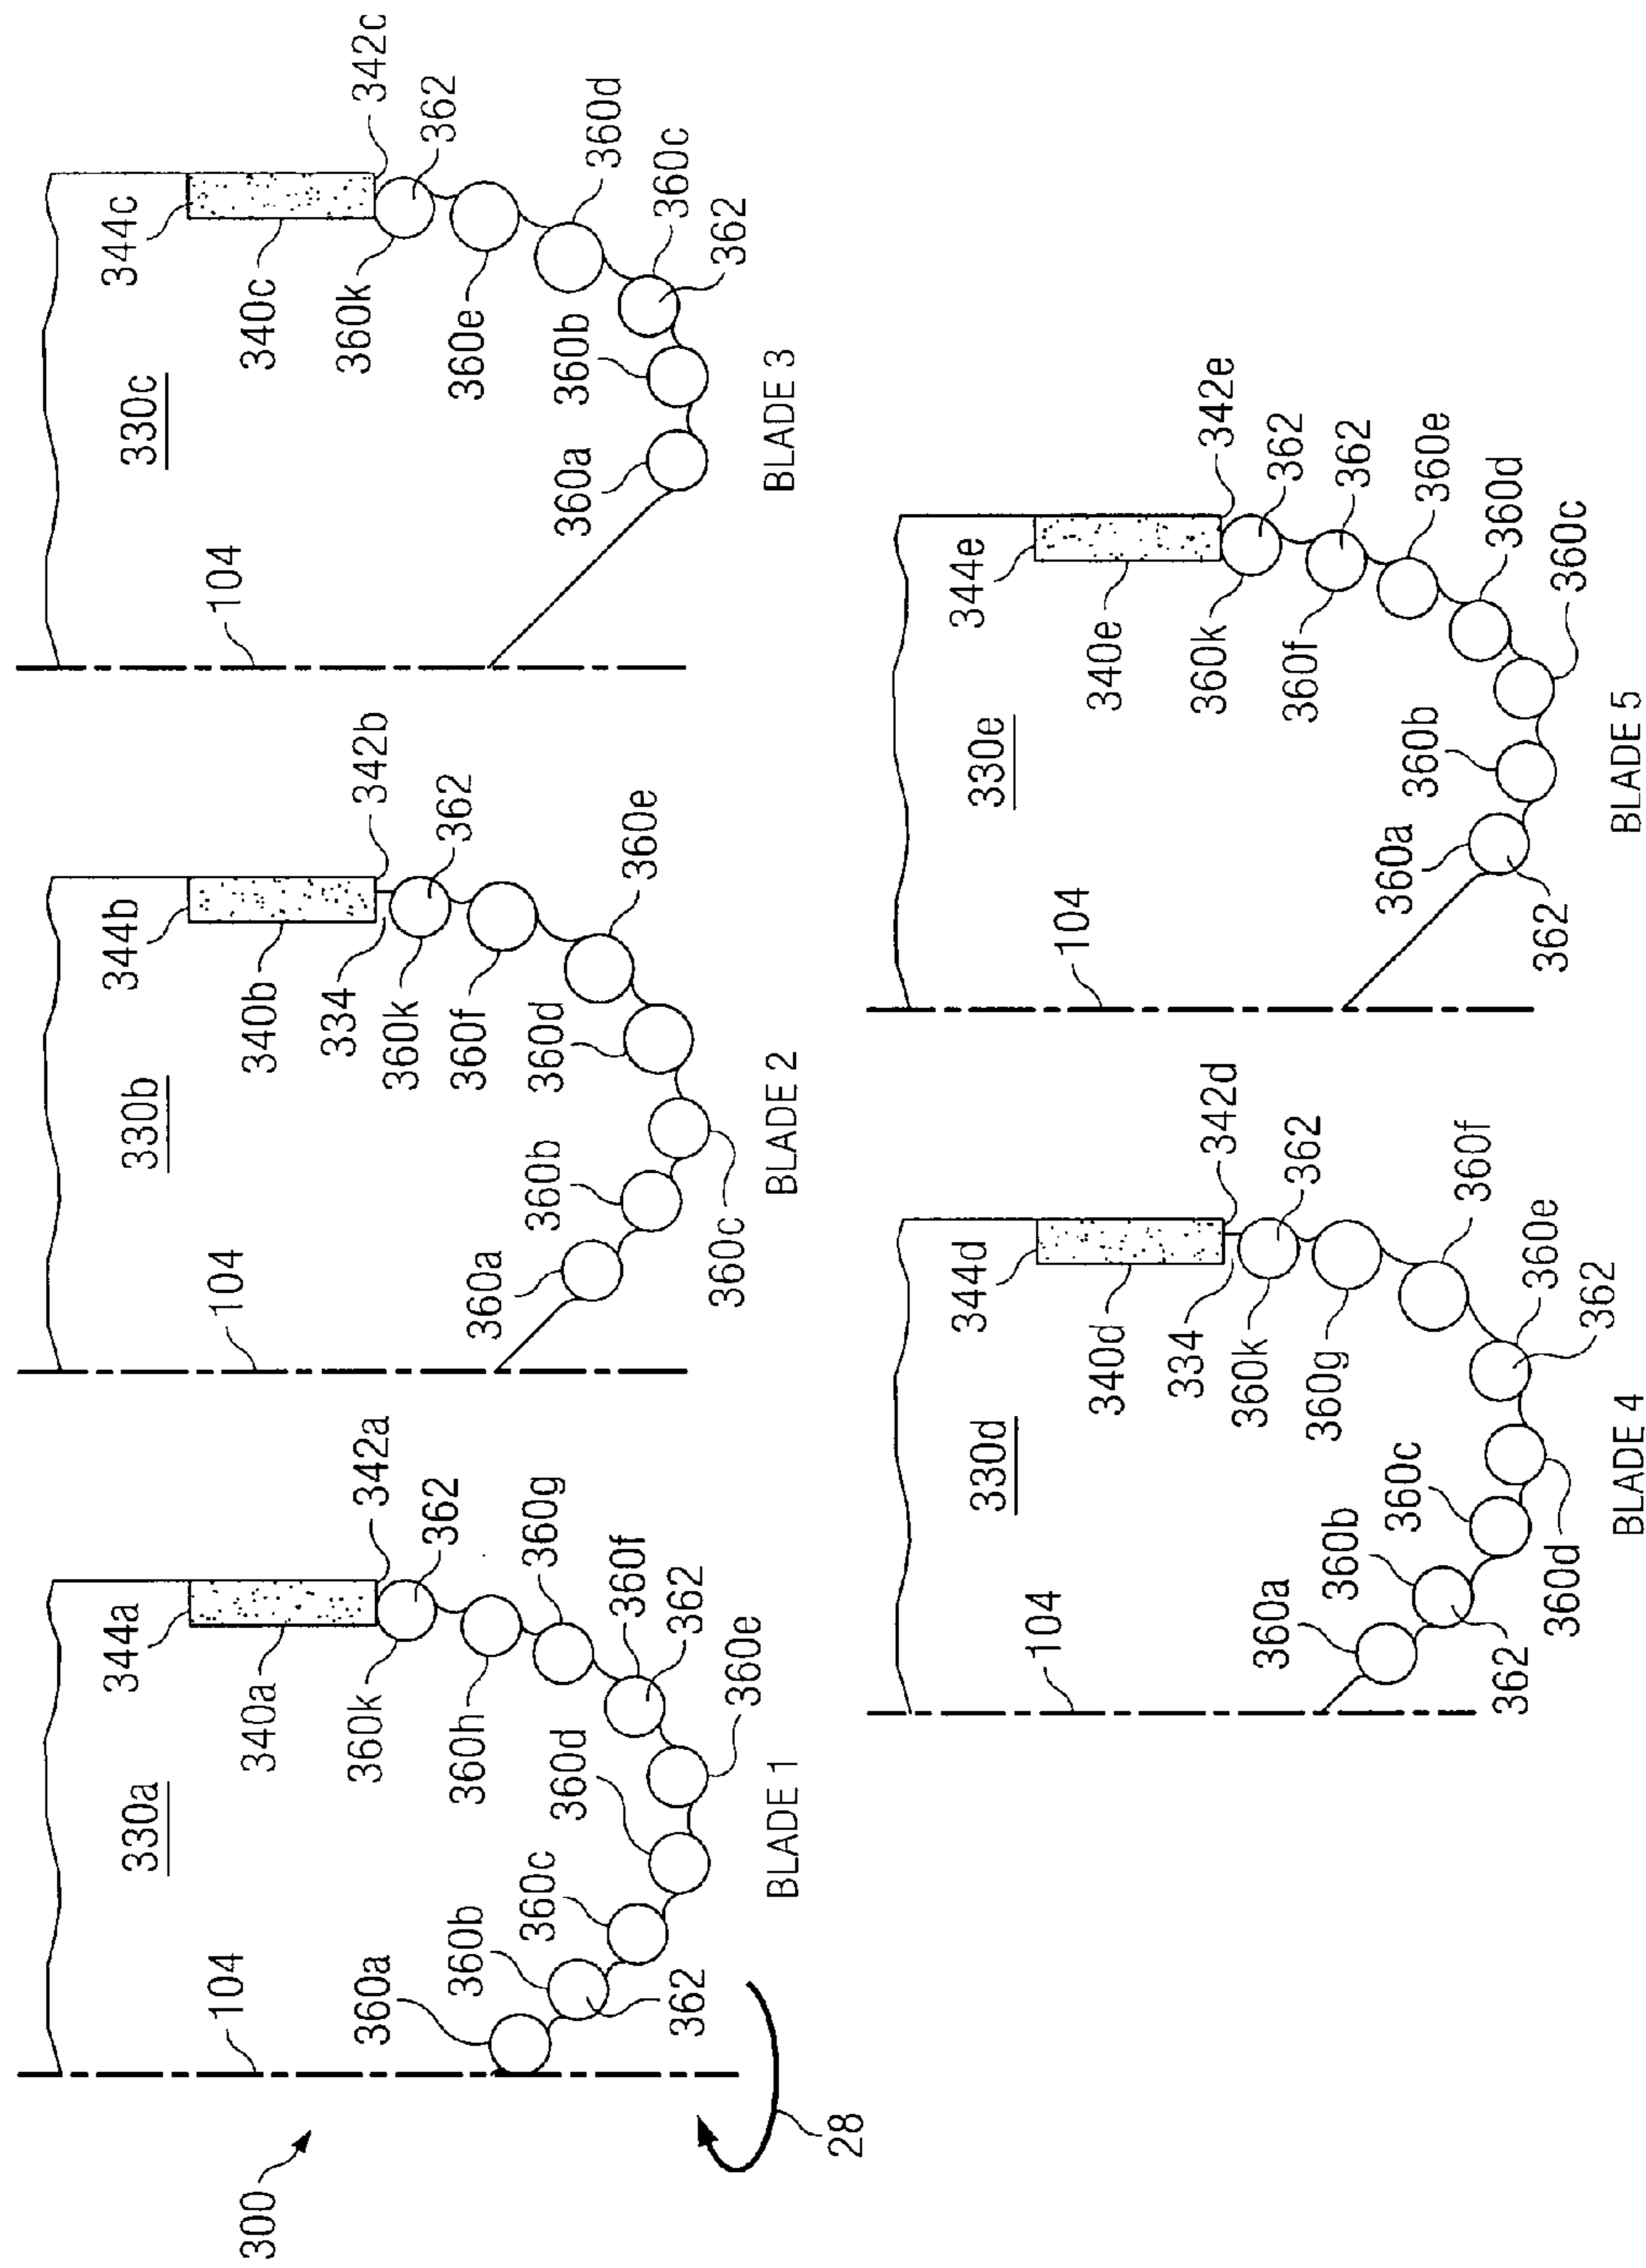 300
28
104
330a
344a
340a
342a
360k
362
360h
360g
360f
362
360e
360d
360c
360b
360a
362
BLADE 1
104
330b
344b
340b
342b
334
360k
362
360f
360e
360d
360b
360a
360c
BLADE 2
104
330c
344c
340c
342c
360k
362
360e
360d
360c
362
360b
360a
BLADE 3
104
330d
344d
340d
342d
334
360k
362
360g
360f
360e
362
360c
360b
360a
362
360d
BLADE 4
104
330e
344e
340e
342e
360k
362
360f
362
360e
360d
360c
360b
360a
362
BLADE 5